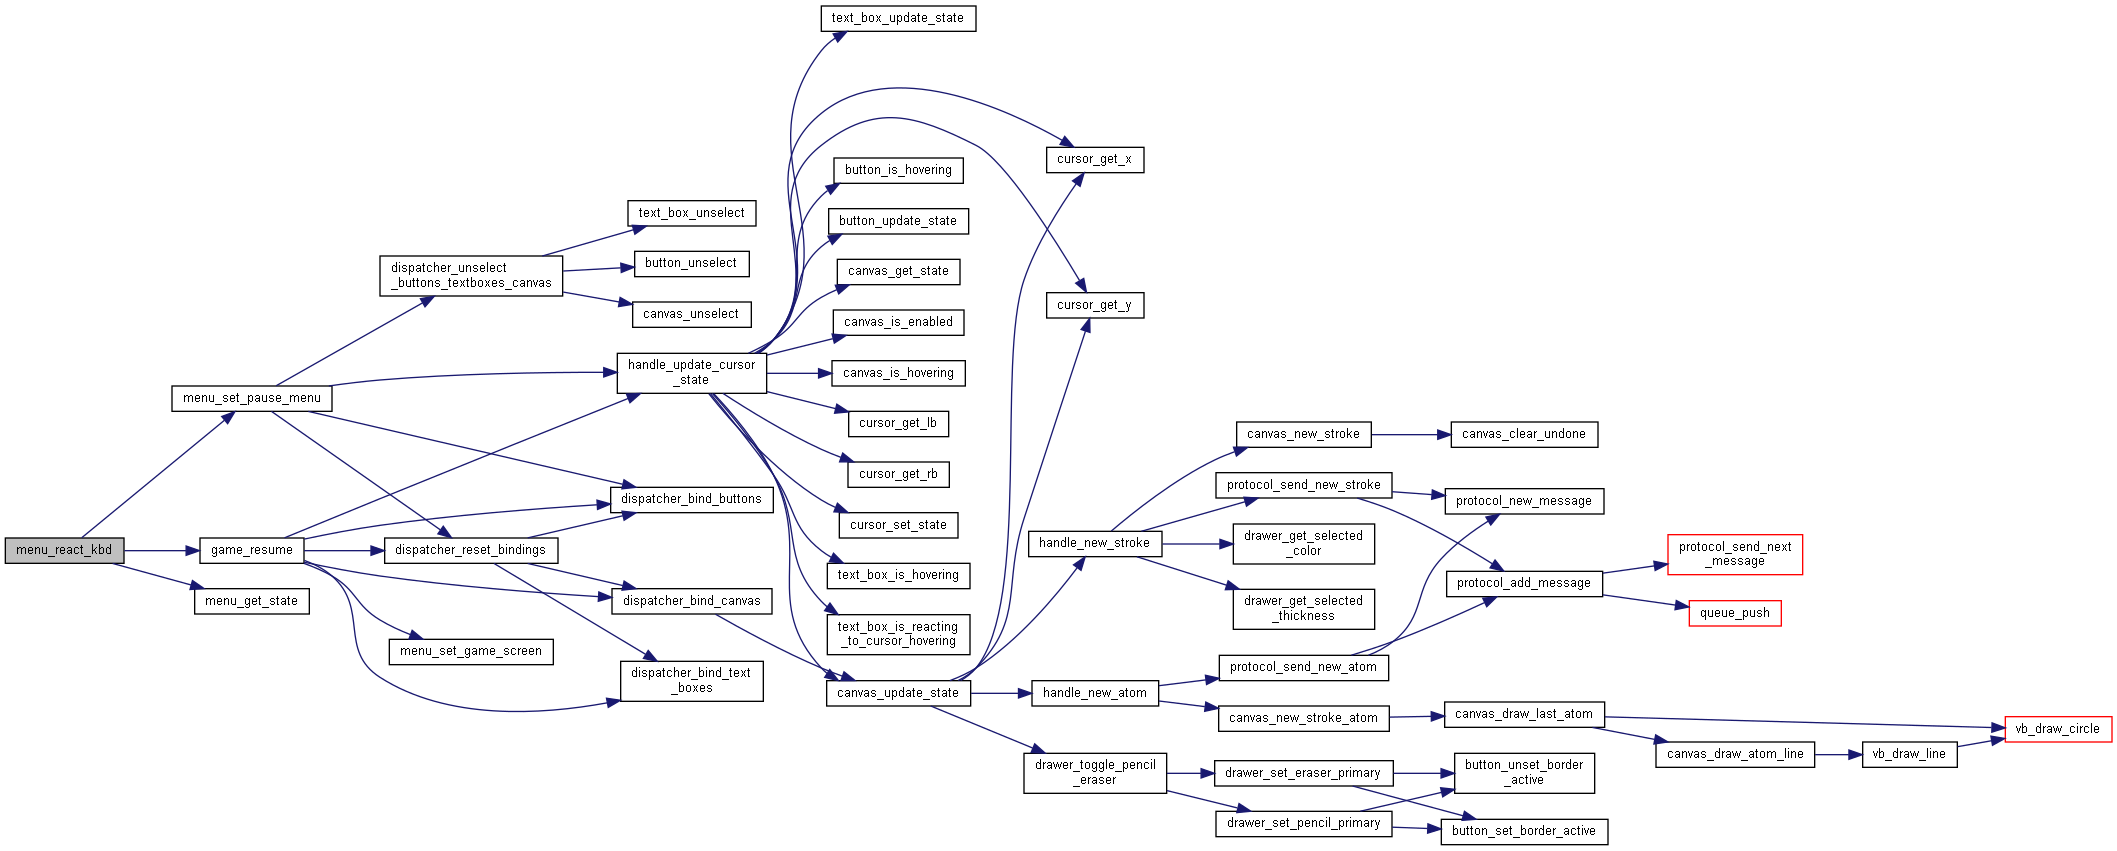 menu_react_kbd
menu_set_pause_menu
game_resume
menu_get_state
dispatcher_unselect
_buttons_textboxes_canvas
dispatcher_reset_bindings
menu_set_game_screen
text_box_unselect
button_unselect
canvas_unselect
handle_update_cursor
_state
dispatcher_bind_buttons
dispatcher_bind_canvas
dispatcher_bind_text
_boxes
text_box_update_state
button_is_hovering
button_update_state
canvas_get_state
canvas_is_enabled
canvas_is_hovering
cursor_get_lb
cursor_get_rb
cursor_set_state
text_box_is_hovering
text_box_is_reacting
_to_cursor_hovering
canvas_update_state
cursor_get_x
cursor_get_y
handle_new_stroke
handle_new_atom
drawer_toggle_pencil
_eraser
canvas_new_stroke
protocol_send_new_stroke
drawer_get_selected
_color
drawer_get_selected
_thickness
protocol_send_new_atom
canvas_new_stroke_atom
drawer_set_eraser_primary
drawer_set_pencil_primary
canvas_clear_undone
protocol_new_message
protocol_add_message
canvas_draw_last_atom
button_unset_border
_active
button_set_border_active
protocol_send_next
_message
queue_push
canvas_draw_atom_line
vb_draw_line
vb_draw_circle